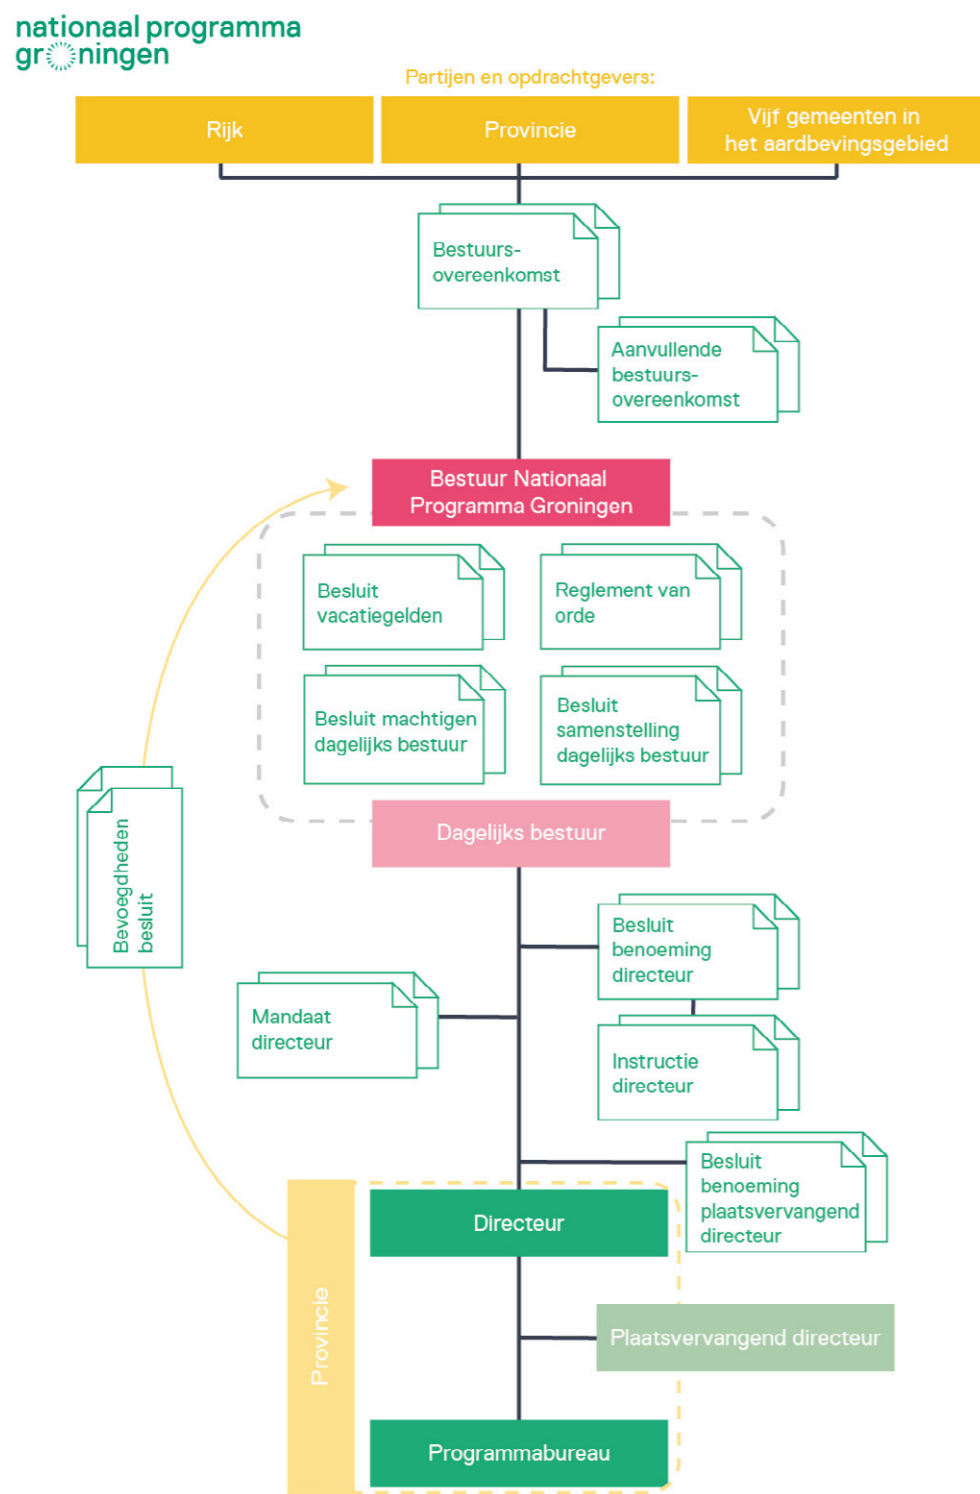 nationaal programma
groningen
Partijen en opdrachtgevers:
Rijk
Provincie
Vijf gemeenten in
het aardbevingsgebied
Bestuurs-
overeenkomst
Aanvullende
bestuurs-
overeenkomst
Bestuur Nationaal
Programma Groningen
Besluit
vacatiegelden
Reglement van
orde
Besluit machtigen
dagelijks bestuur
Besluit
samenstelling
dagelijks bestuur
Dagelijks bestuur
Bevoegdheden
besluit
Besluit
benoeming
directeur
Mandaat
directeur
Instructie
directeur
Besluit
benoeming
plaatsvervangend
directeur
Directeur
Provincie
Plaatsvervangend directeur
Programmabureau